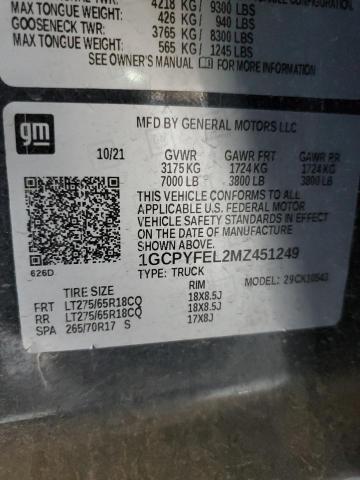 4218 KG/ 9300 LBS
MAX TONGUE WEIGHT: 426 KG/ 940 LBS
GOOSENECK TWR: 3765 KG/ 8300 LBS
MAX TONGUE WEIGHT: 565 KG/ 1245 LBS
SEE OWNER'S MANUAL FOR MORE INFORMATION
gm
MFD BY GENERAL MOTORS LLC
10/21 GVWR GAWR FRT GAWR RR
3175 KG 1724 KG 1724 KG
7000 LB 3800 LB 3800 LB
THIS VEHICLE CONFORMS TO ALL
APPLICABLE U.S. FEDERAL MOTOR
VEHICLE SAFETY STANDARDS IN
EFFECT ON THE DATE OF
MANUFACTURE SHOWN ABOVE.
1GCPYFEL2MZ451249
626D
TYPE: TRUCK
MODEL: 29CK10543
TIRE SIZE RIM
FRT LT275/65R18CQ 18X8.5J
RR LT275/65R18CQ 18X8.5J
SPA 265/70R17 S 17X8J